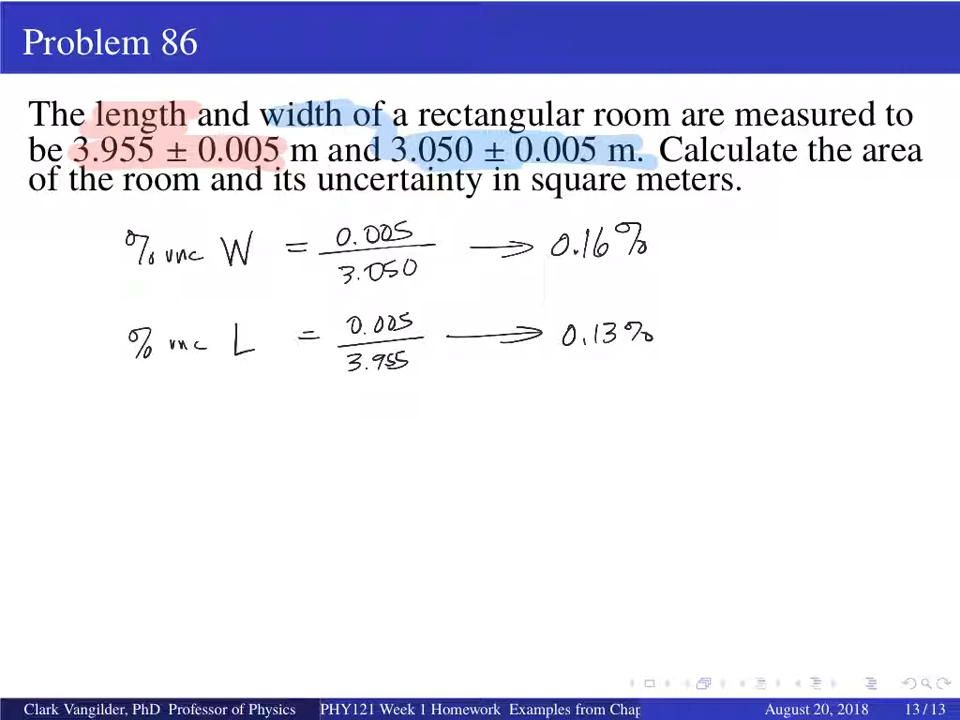 Problem 86
The length and width of a rectangular room are measured to
be 3.955 ± 0.005 m and 3.050 ± 0.005 m. Calculate the area
of the room and its uncertainty in square meters.
% unc W = 0.005 / 3.050 → 0.16%
% unc L = 0.005 / 3.955 → 0.13%
Clark Vangilder, PhD Professor of Physics PHY121 Week 1 Homework Examples from Chap August 20, 2018 13 / 13